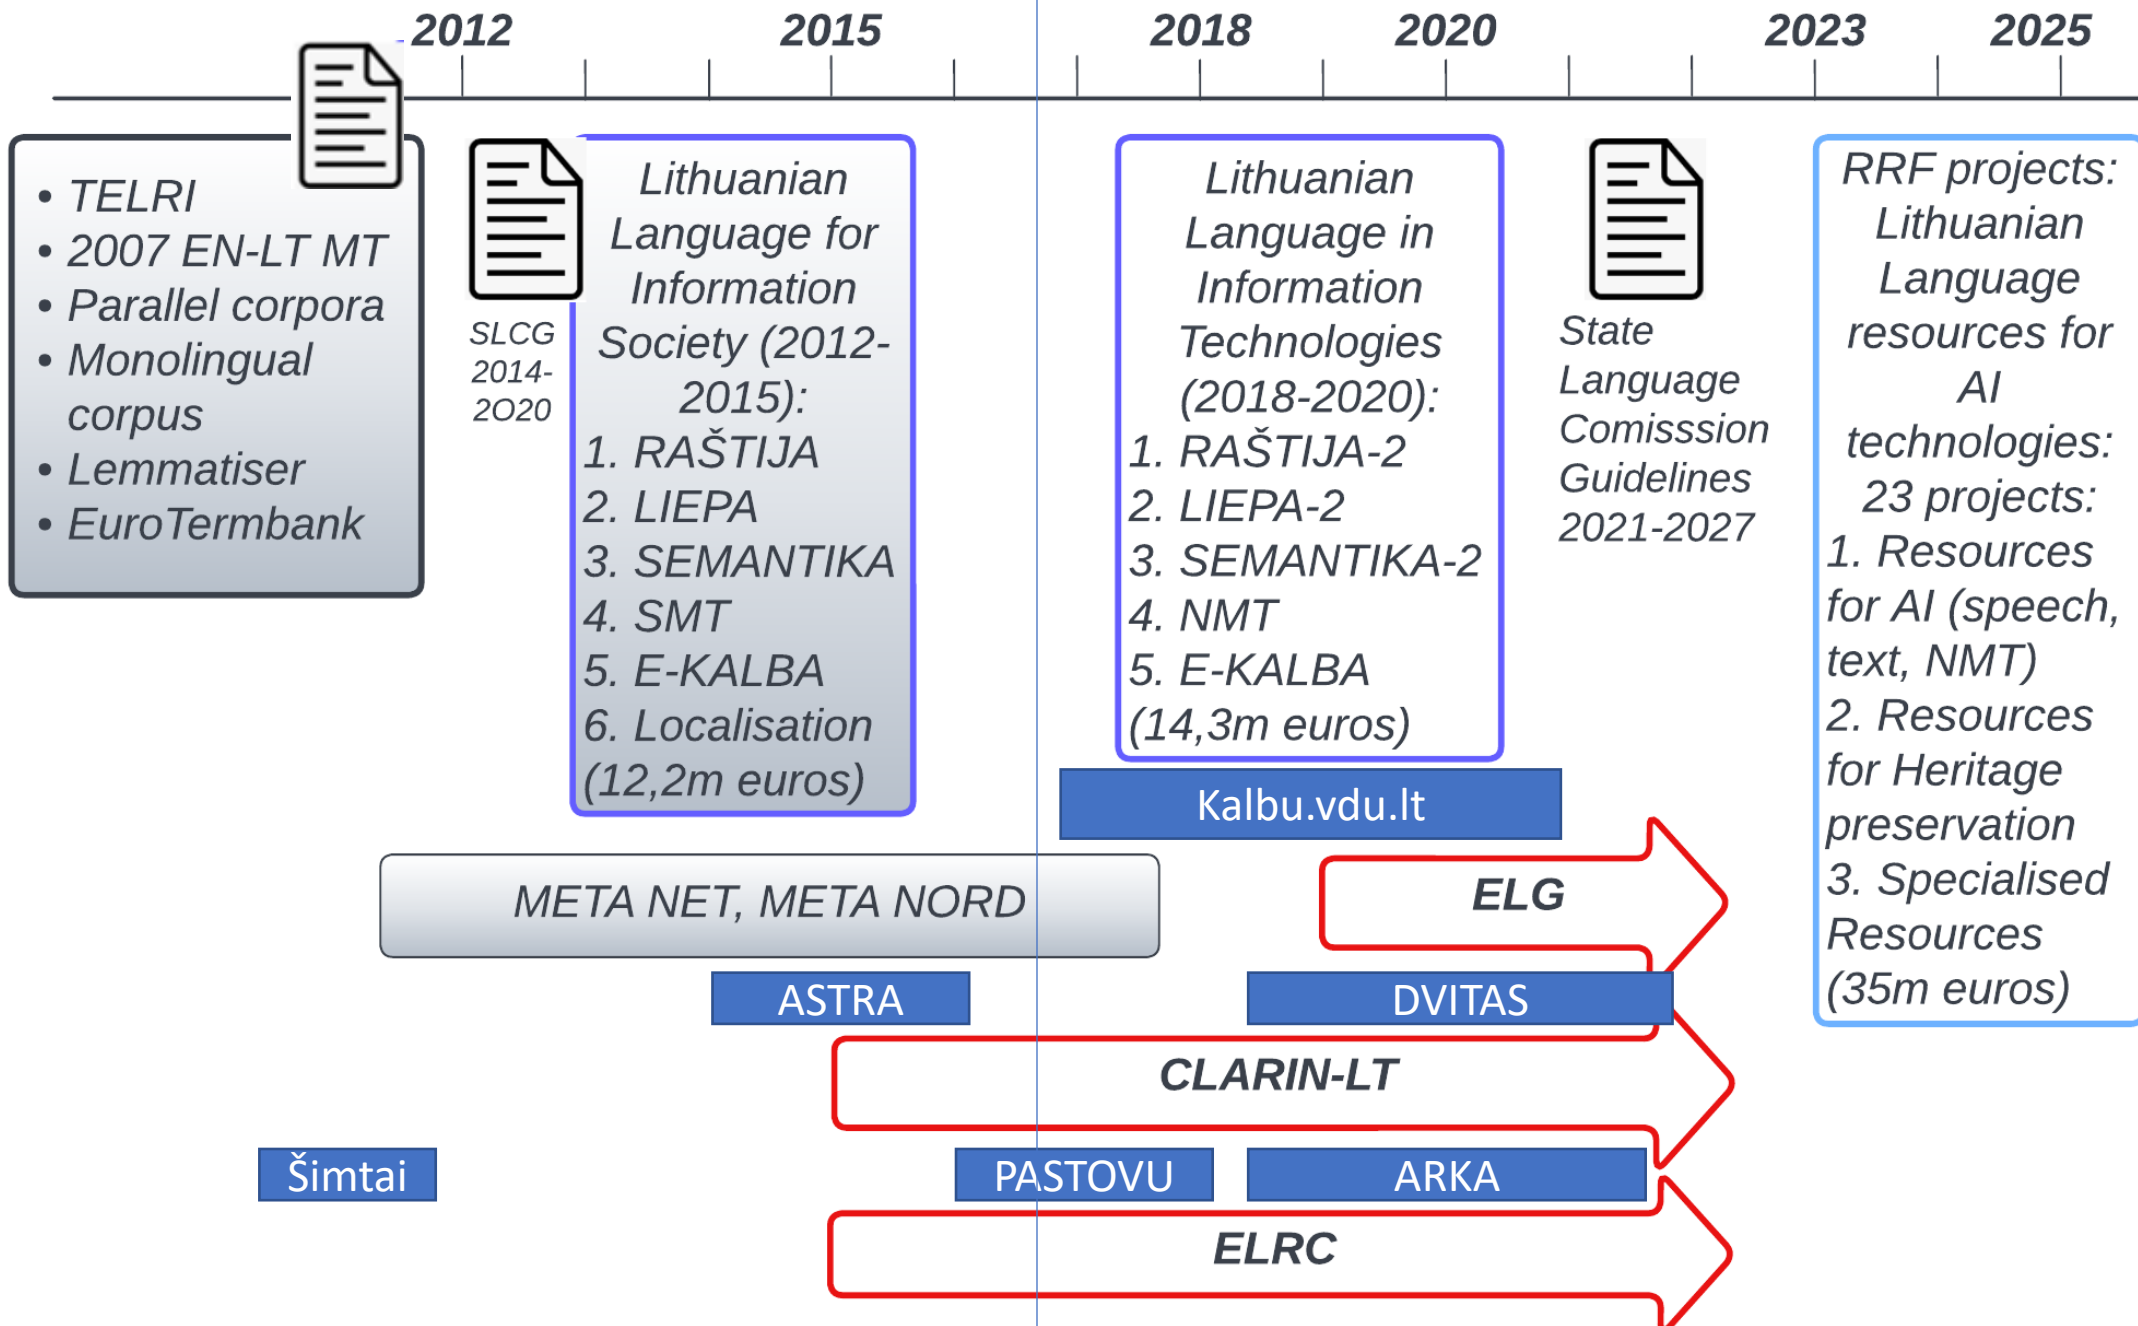 2012
2015
2018
2020
2023
2025
• TELRI
• 2007 EN-LT MT
• Parallel corpora
• Monolingual
corpus
• Lemmatiser
• EuroTermbank
SLCG
2014-
2O20
Lithuanian
Language for
Information
Society (2012-
2015):
1. RAŠTIJA
2. LIEPA
3. SEMANTIKA
4. SMT
5. E-KALBA
6. Localisation
(12,2m euros)
Lithuanian
Language in
Information
Technologies
(2018-2020):
1. RAŠTIJA-2
2. LIEPA-2
3. SEMANTIKA-2
4. NMT
5. E-KALBA
(14,3m euros)
State
Language
Comisssion
Guidelines
2021-2027
RRF projects:
Lithuanian
Language
resources for
AI
technologies:
23 projects:
1. Resources
for AI (speech,
text, NMT)
2. Resources
for Heritage
preservation
3. Specialised
Resources
(35m euros)
Kalbu.vdu.lt
META NET, META NORD
ELG
ASTRA
DVITAS
CLARIN-LT
Šimtai
PASTOVU
ARKA
ELRC